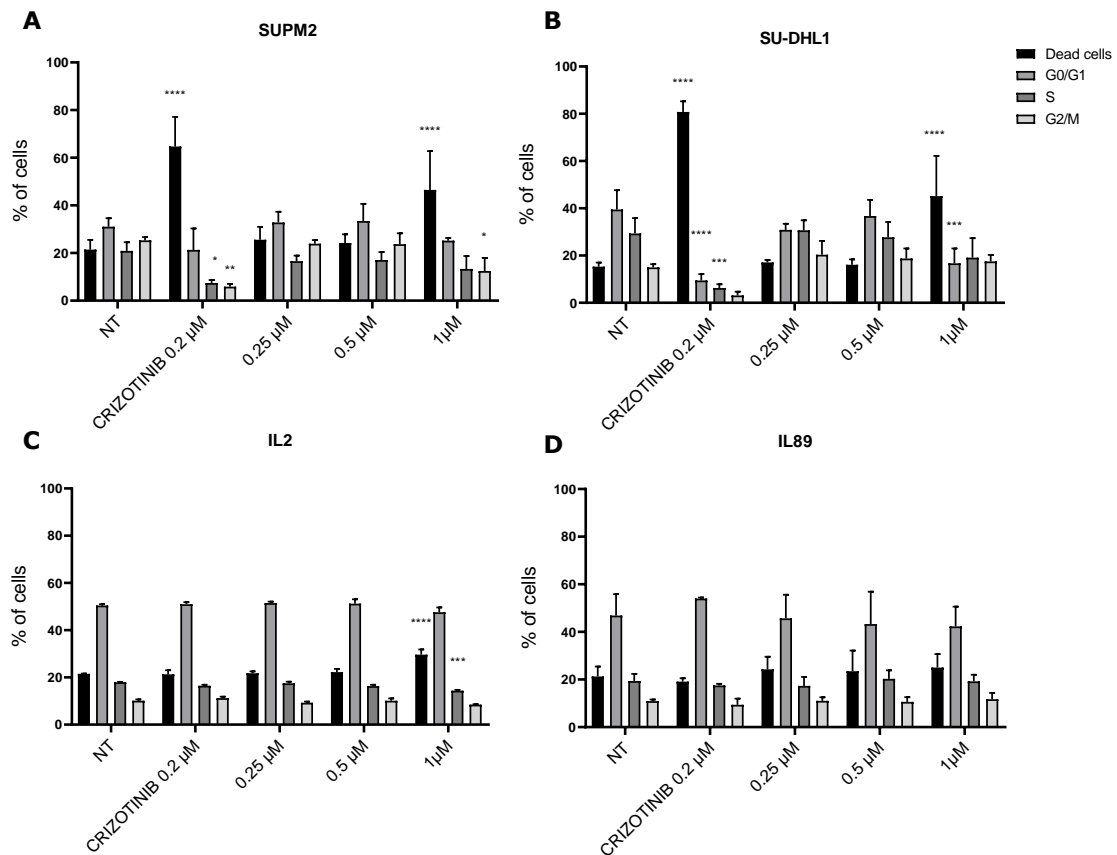 A
SUPM2
% of cells
100
80
60
40
20
0
****
*
**
****
*
NT
CRIZOTINIB 0.2 µM
0.25 µM
0.5 µM
1µM
B
SU-DHL1
% of cells
100
80
60
40
20
0
****
****
***
****
***
NT
CRIZOTINIB 0.2 µM
0.25 µM
0.5 µM
1µM
Dead cells
G0/G1
S
G2/M
C
IL2
% of cells
100
80
60
40
20
0
****
***
NT
CRIZOTINIB 0.2 µM
0.25 µM
0.5 µM
1µM
D
IL89
% of cells
100
80
60
40
20
0
NT
CRIZOTINIB 0.2 µM
0.25 µM
0.5 µM
1µM